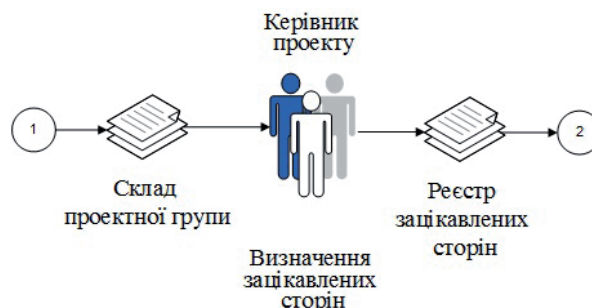 Керівник
проекту
1
Склад
проектної групи
Визначення
зацікавлених
сторін
Реєстр
зацікавлених
сторін
2